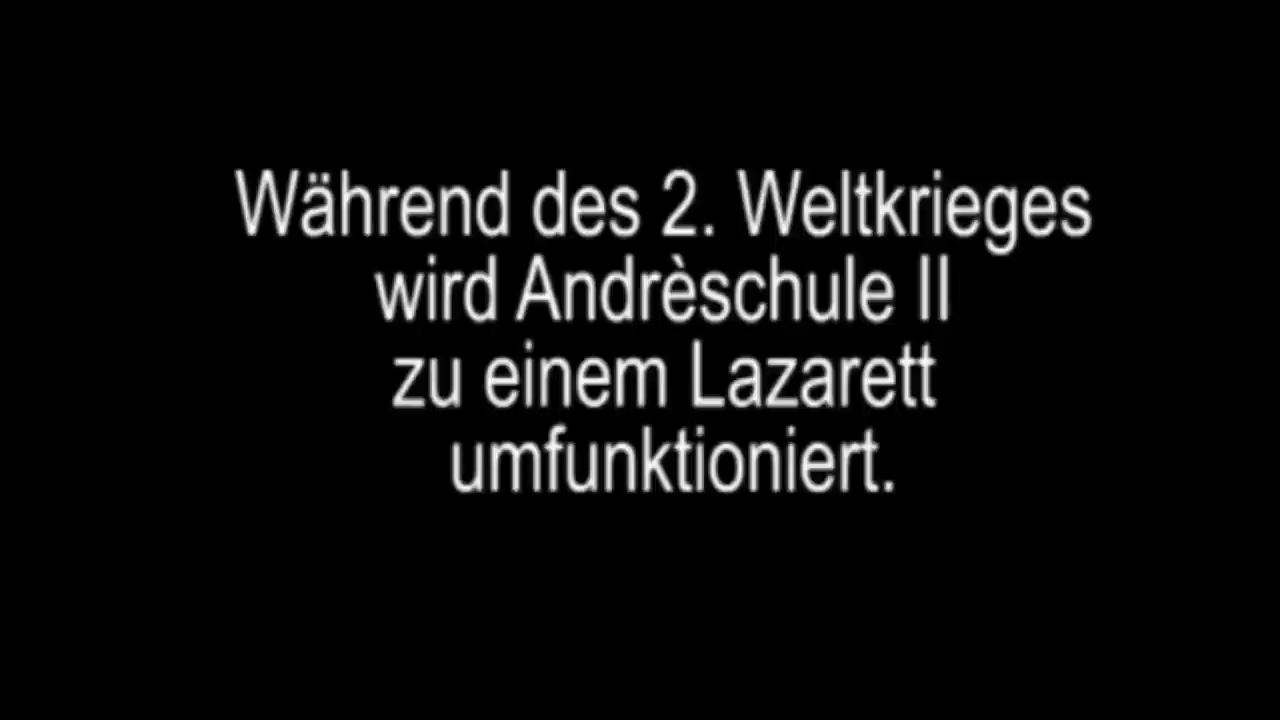 Während des 2. Weltkrieges
wird Andrèschule II
zu einem Lazarett
umfunktioniert.